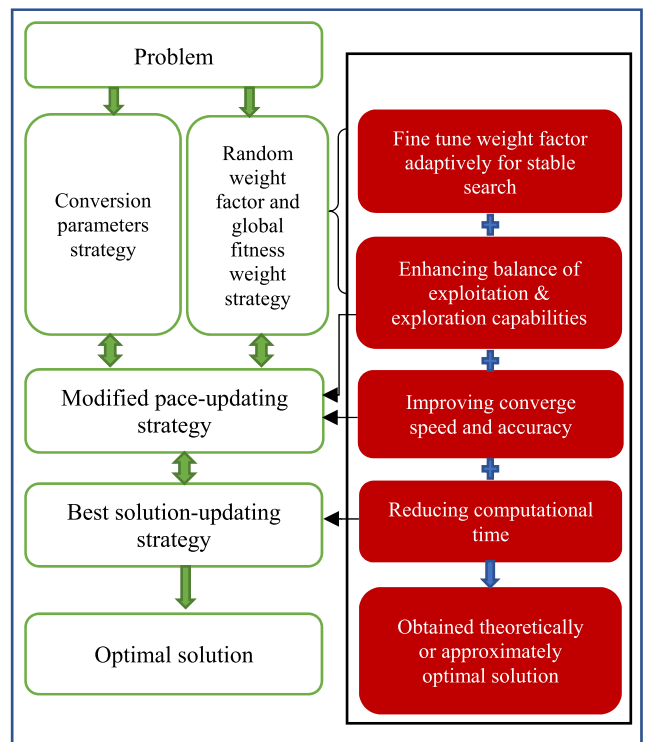 Problem
Conversion
parameters
strategy
Random
weight
factor and
global
fitness
weight
strategy
Modified pace-updating
strategy
Best solution-updating
strategy
Optimal solution
Fine tune weight factor
adaptively for stable
search
Enhancing balance of
exploitation &
exploration capabilities
Improving converge
speed and accuracy
Reducing computational
time
Obtained theoretically
or approximately
optimal solution